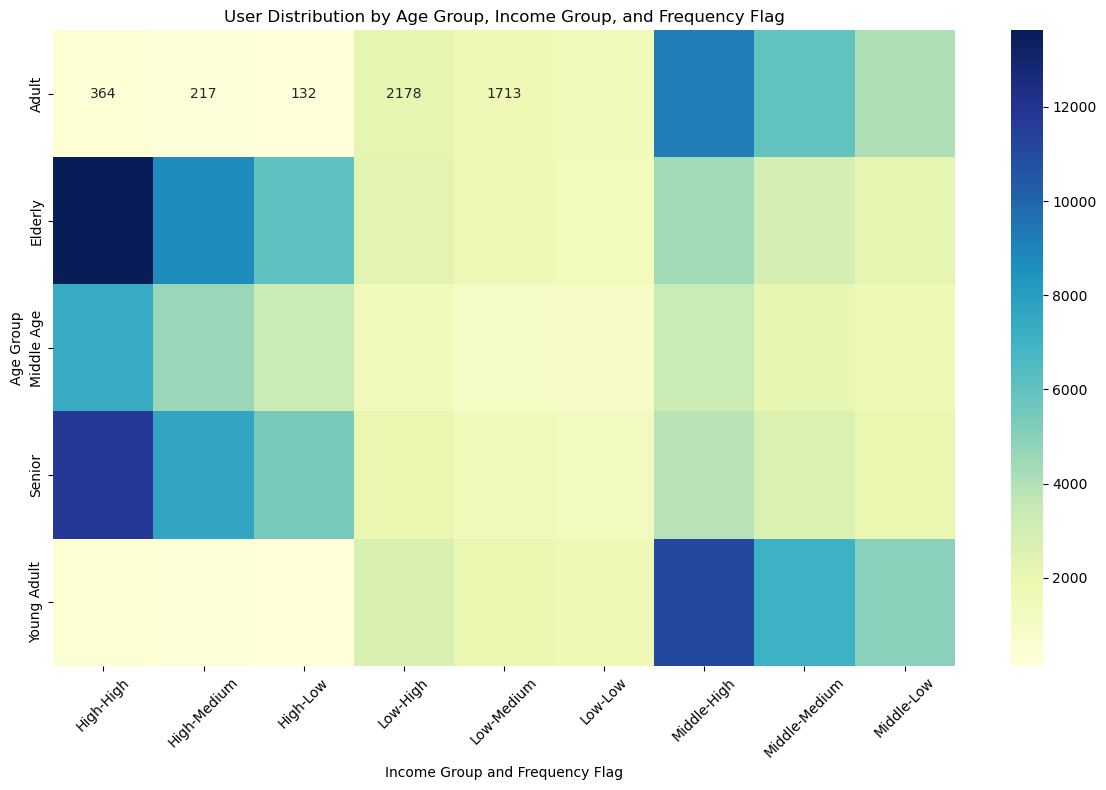 User Distribution by Age Group, Income Group, and Frequency Flag
Age Group
Adult
Elderly
Middle Age
Senior
Young Adult
364 217 132 2178 1713
High-High
High-Medium
High-Low
Low-High
Low-Medium
Low-Low
Middle-High
Middle-Medium
Middle-Low
Income Group and Frequency Flag
12000
10000
8000
6000
4000
2000